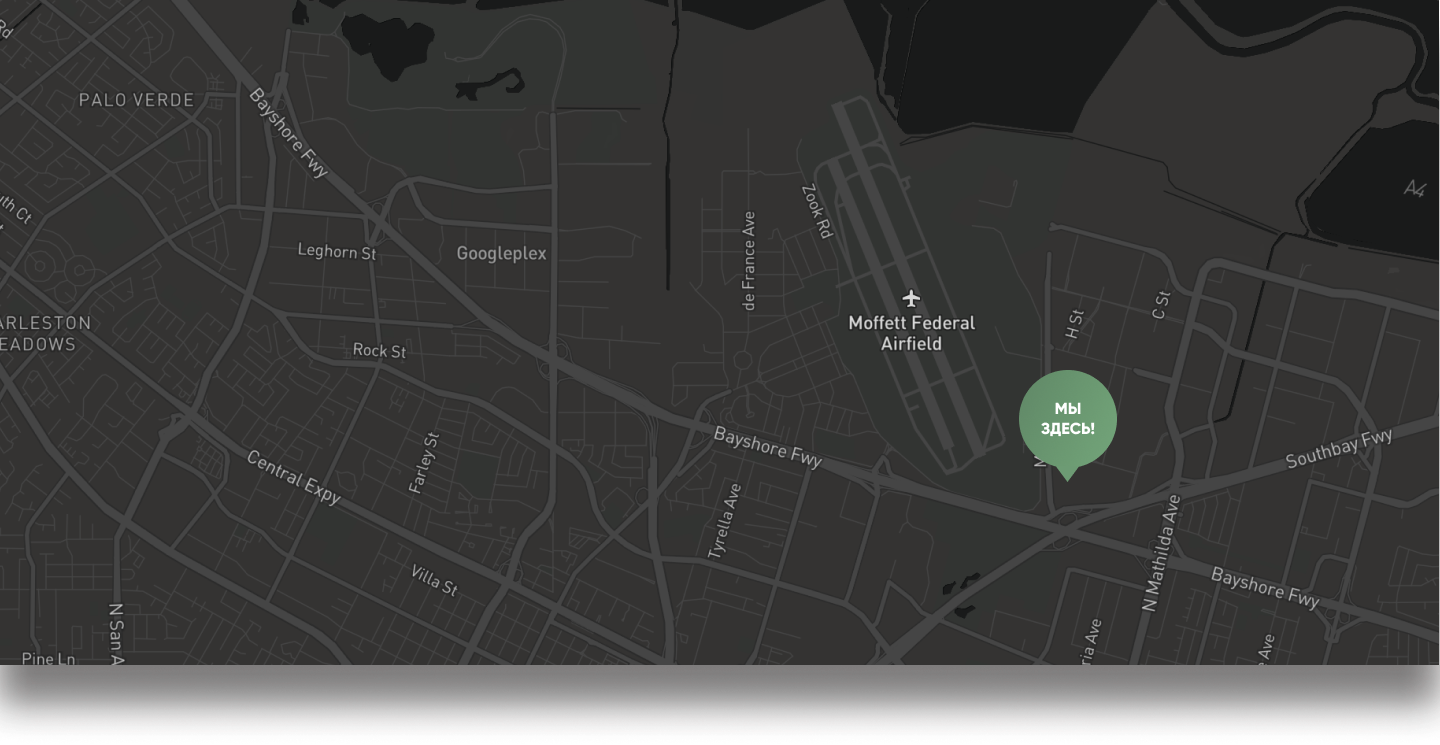 Rd
PALO VERDE
Bayshore Fwy
A4
uth Ct
Zook Rd
de France Ave
Leghorn St
Googleplex
C St
H St
Moffett Federal
Airfield
ARLESTON
EADOWS
Rock St
МЫ
ЗДЕСЬ!
Bayshore Fwy
Southbay Fwy
Farley St
Central Expy
Tyrella Ave
N Mathilda Ave
Villa St
Bayshore Fwy
N San A
ria Ave
e Ave
Pine Ln